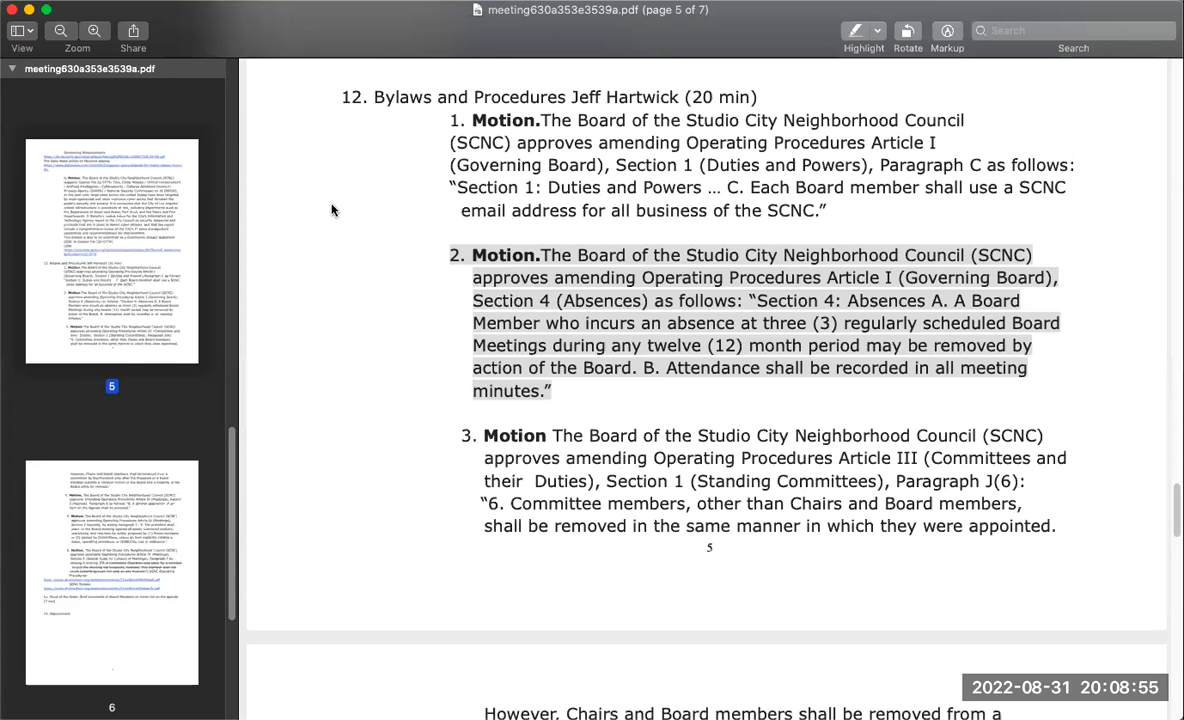 meeting630a353e3539a.pdf (page 5 of 7)
View
Zoom
Share
Highlight
Rotate
Markup
Search
Search
meeting630a353e3539a.pdf
5
6
12. Bylaws and Procedures Jeff Hartwick (20 min)
1. Motion.The Board of the Studio City Neighborhood Council
(SCNC) approves amending Operating Procedures Article I
(Governing Board), Section 1 (Duties and Powers), Paragraph C as follows:
“Section 1: Duties and Powers … C. Each Board member shall use a SCNC
email address for all business of the SCNC.”
2. Motion.The Board of the Studio City Neighborhood Council (SCNC)
approves amending Operating Procedures Article I (Governing Board),
Section 4 (Absences) as follows: “Section 4: Absences A. A Board
Member who incurs an absence at three (3) regularly scheduled Board
Meetings during any twelve (12) month period may be removed by
action of the Board. B. Attendance shall be recorded in all meeting
minutes.”
3. Motion The Board of the Studio City Neighborhood Council (SCNC)
approves amending Operating Procedures Article III (Committees and
their Duties), Section 1 (Standing Committees), Paragraph J(6):
“6. Committee members, other than Chairs and Board members,
shall be removed in the same manner in which they were appointed.
5
However, Chairs and Board members shall be removed from a
2022-08-31 20:08:55